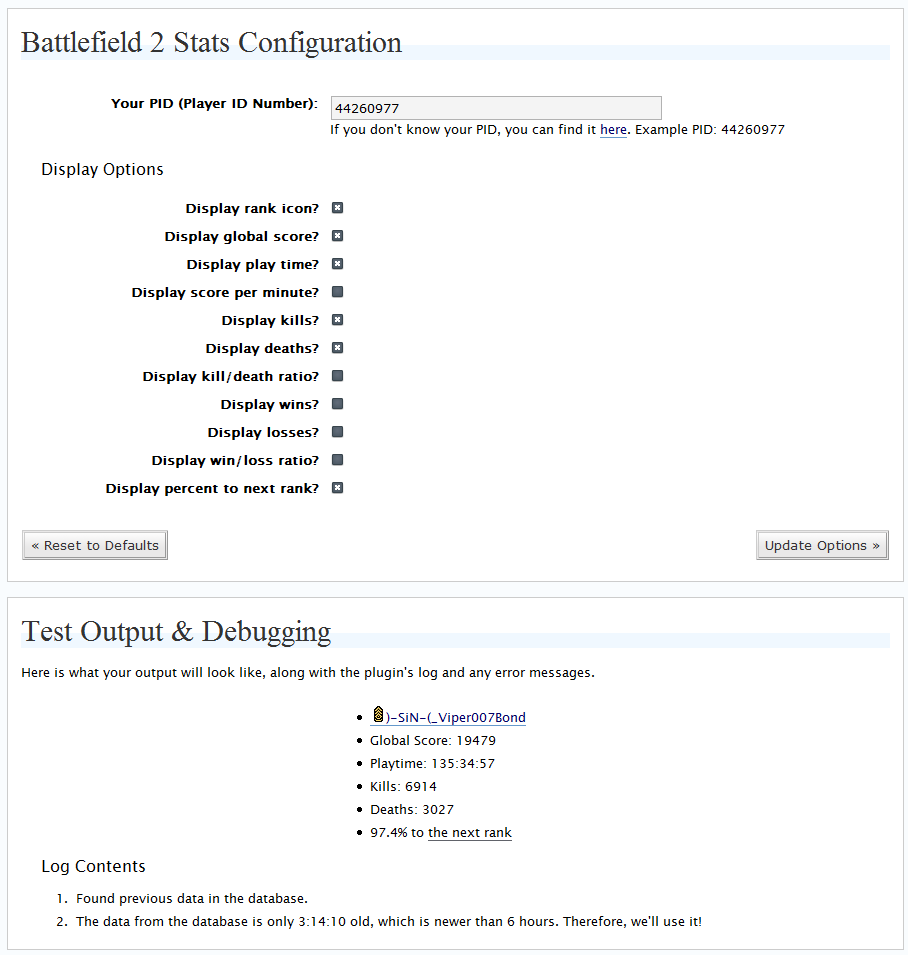 Battlefield 2 Stats Configuration
Your PID (Player ID Number): 44260977
If you don't know your PID, you can find it here. Example PID: 44260977
Display Options
Display rank icon?
Display global score?
Display play time?
Display score per minute?
Display kills?
Display deaths?
Display kill/death ratio?
Display wins?
Display losses?
Display win/loss ratio?
Display percent to next rank?
« Reset to Defaults
Update Options »
Test Output & Debugging
Here is what your output will look like, along with the plugin's log and any error messages.
• )-SiN-(_Viper007Bond
• Global Score: 19479
• Playtime: 135:34:57
• Kills: 6914
• Deaths: 3027
• 97.4% to the next rank
Log Contents
1. Found previous data in the database.
2. The data from the database is only 3:14:10 old, which is newer than 6 hours. Therefore, we'll use it!